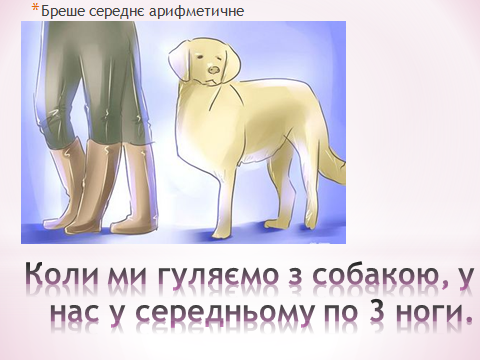 *Бреше середнє арифметичне
Коли ми гуляємо з собакою, у
нас у середньому по 3 ноги.